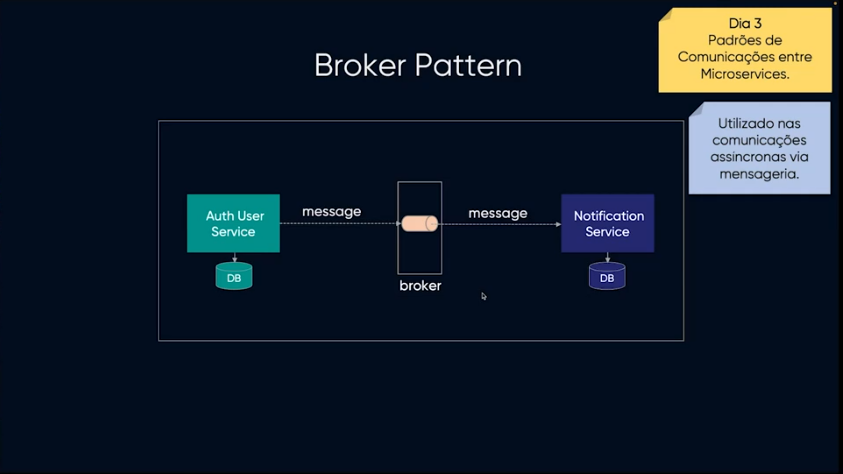 Dia 3
Padrões de
Comunicações entre
Microservices.
Broker Pattern
Utilizado nas
comunicações
assíncronas via
mensageria.
Auth User
Service
message
message
Notification
Service
DB
broker
DB